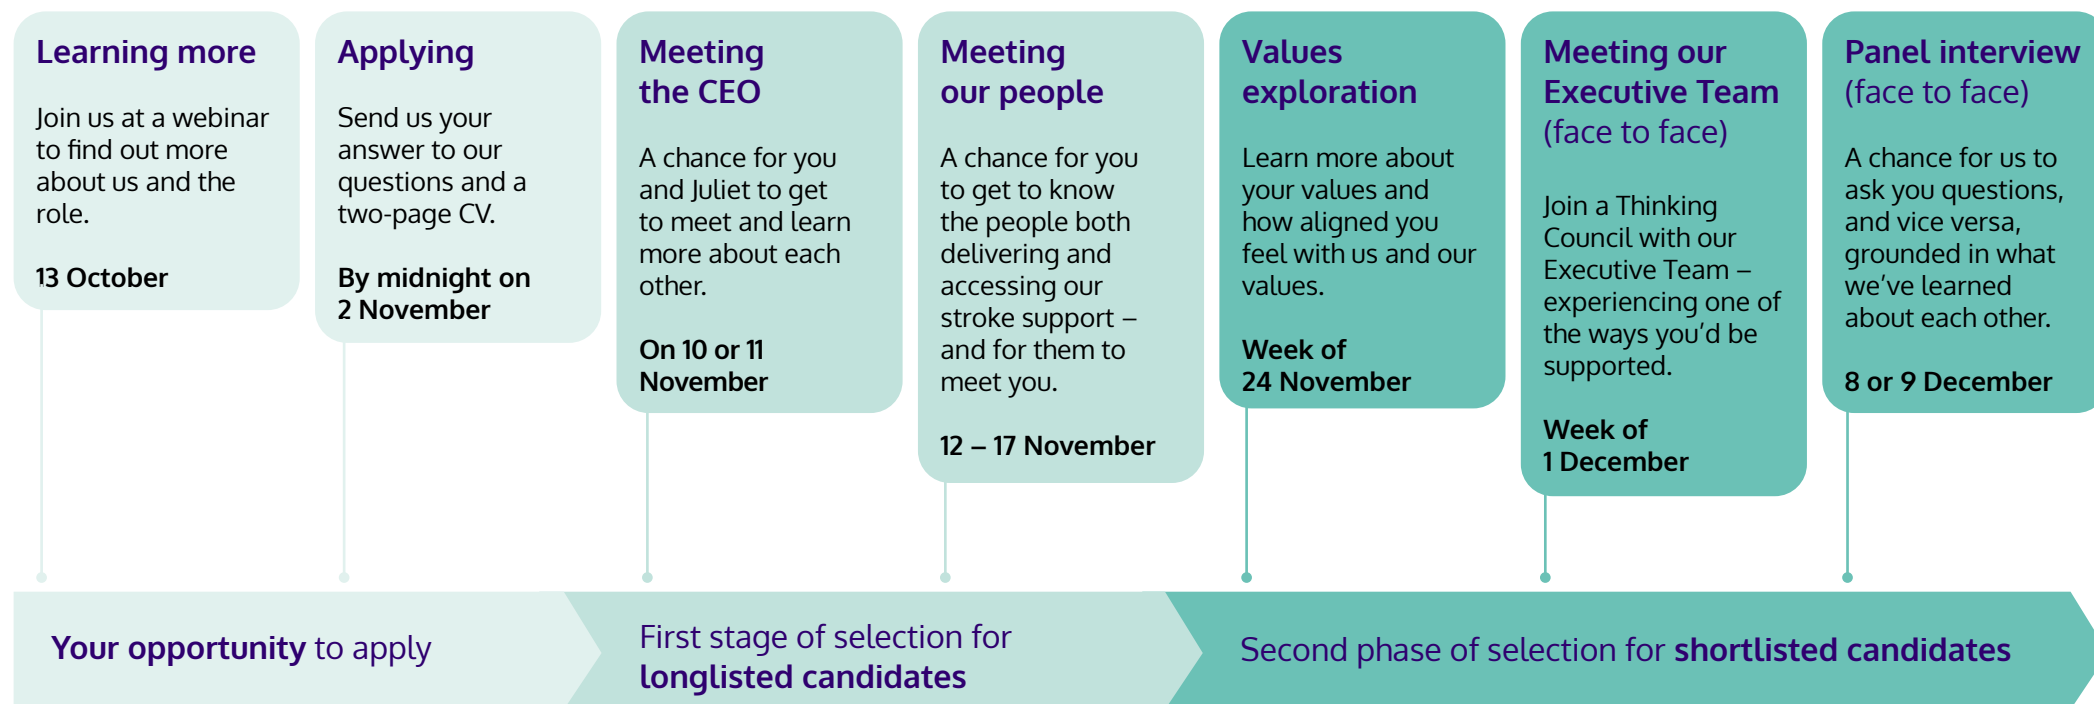 Learning more
Join us at a webinar
to find out more
about us and the
role.
13 October
Applying
Send us your
answer to our
questions and a
two-page CV.
By midnight on
2 November
Meeting
the CEO
A chance for you
and Juliet to get
to meet and learn
more about each
other.
On 10 or 11
November
Meeting
our people
A chance for you
to get to know
the people both
delivering and
accessing our
stroke support –
and for them to
meet you.
12 – 17 November
Values
exploration
Learn more about
your values and
how aligned you
feel with us and our
values.
Week of
24 November
Meeting our
Executive Team
(face to face)
Join a Thinking
Council with our
Executive Team –
experiencing one of
the ways you’d be
supported.
Week of
1 December
Panel interview
(face to face)
A chance for us to
ask you questions,
and vice versa,
grounded in what
we’ve learned
about each other.
8 or 9 December
Your opportunity to apply
First stage of selection for
longlisted candidates
Second phase of selection for shortlisted candidates